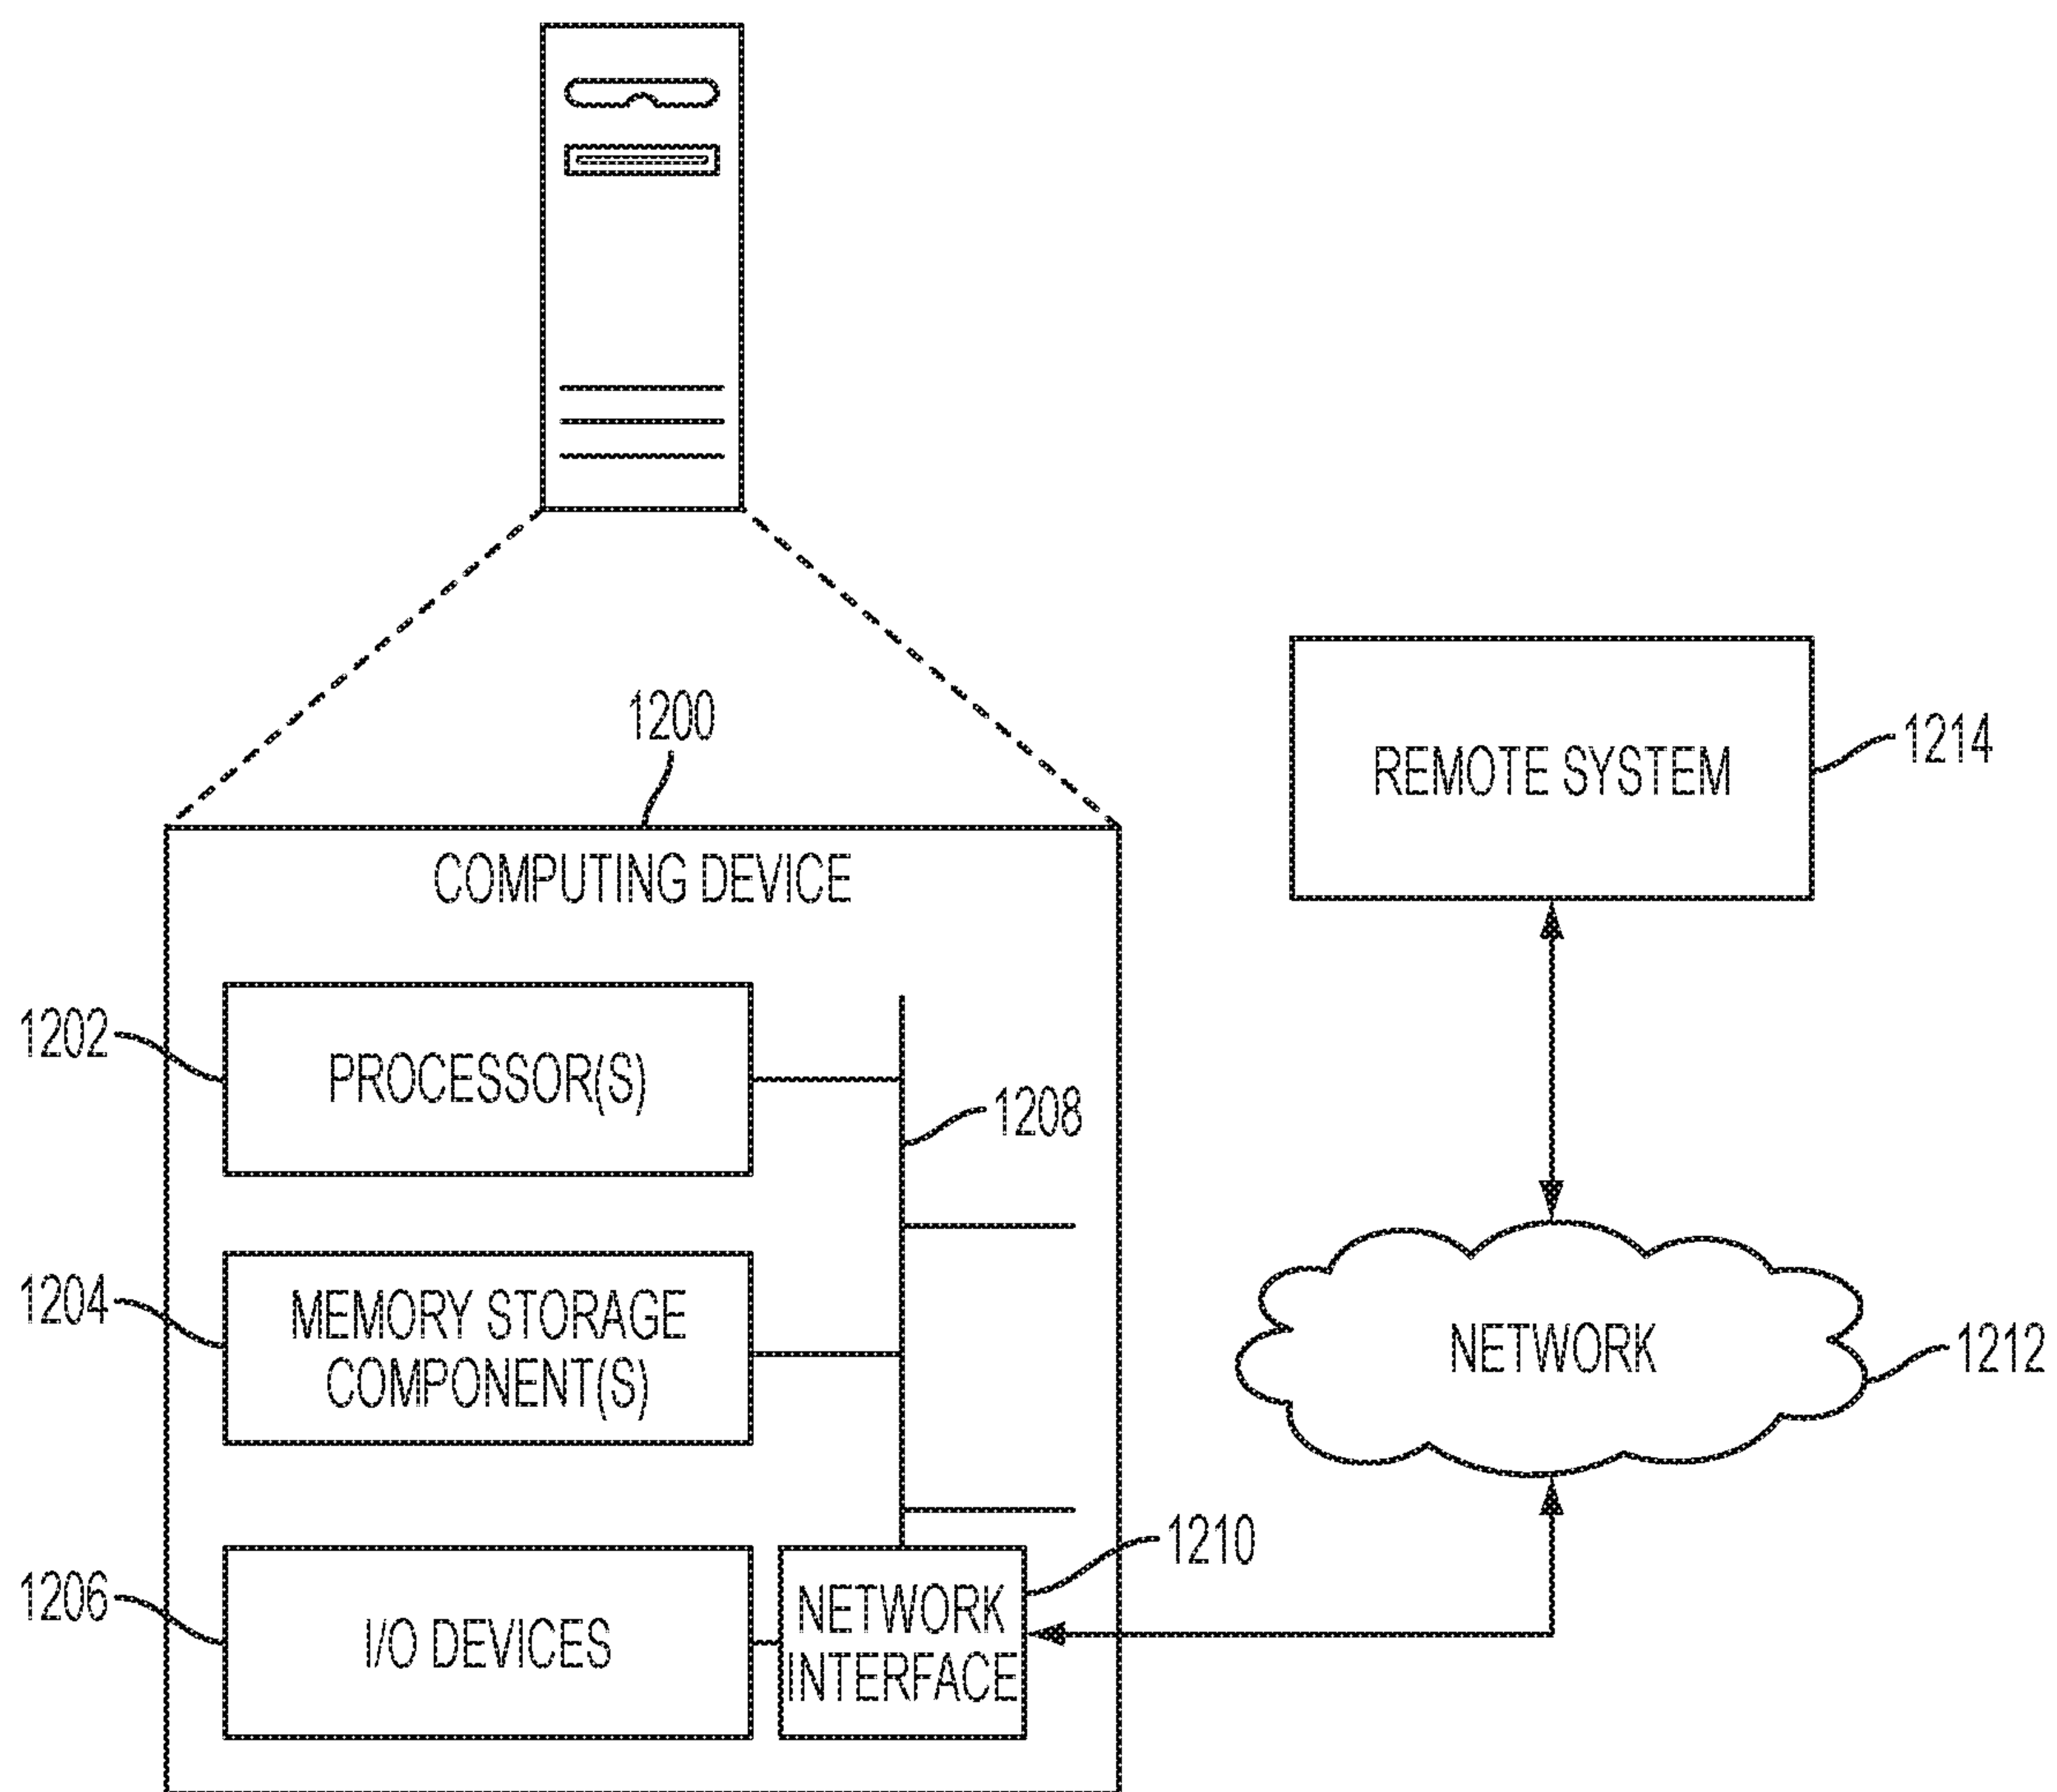 1200
COMPUTING DEVICE
1202
PROCESSOR(S)
1208
1204
MEMORY STORAGE
COMPONENT(S)
1206
I/O DEVICES
NETWORK
INTERFACE
1210
REMOTE SYSTEM
1214
NETWORK
1212